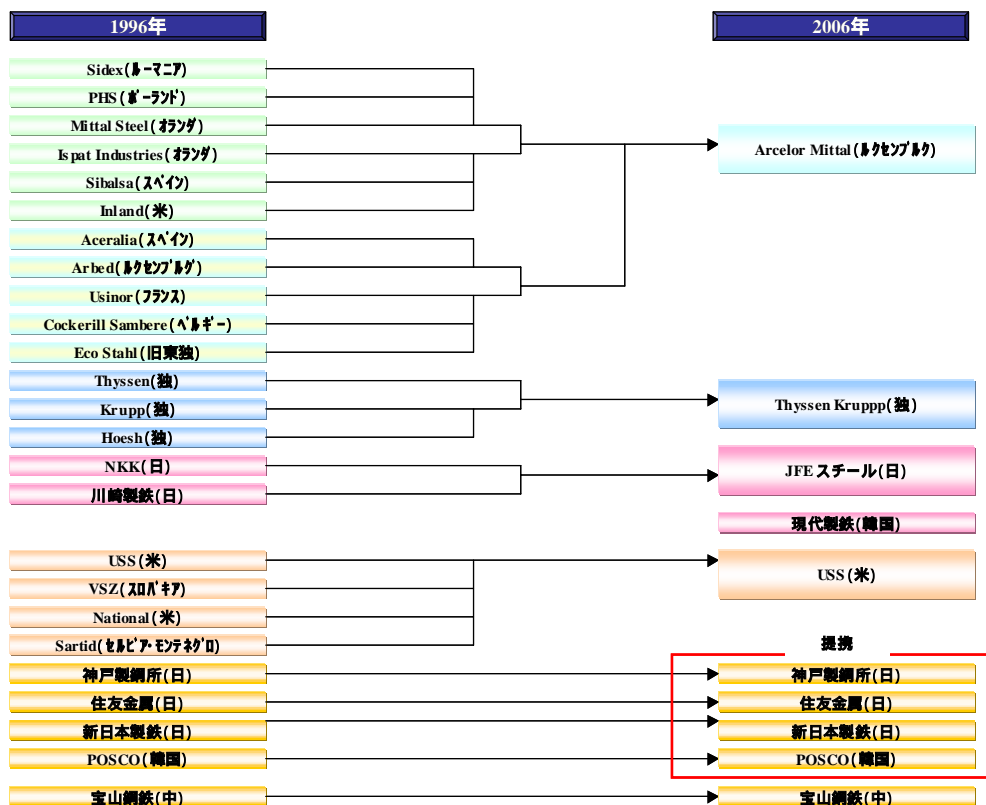 1996年
2006年
Sidex(ルーマニア)
PHS(ポーランド)
Mittal Steel(オランダ)
Ispat Industries(オランダ)
Sibalsa(スペイン)
Inland(米)
Aceralia(スペイン)
Arbed(ルクセンブルグ)
Usinor(フランス)
Cockerill Sambere(ベルギー)
Eco Stahl(旧東独)
Thyssen(独)
Krupp(独)
Hoesh(独)
NKK(日)
川崎製鉄(日)
USS(米)
VSZ(スロバキア)
National(米)
Sartid(セルビア・モンテネグロ)
神戸製鋼所(日)
住友金属(日)
新日本製鉄(日)
POSCO(韓国)
宝山鋼鉄(中)
Arcelor Mittal(ルクセンブルク)
Thyssen Kruppp(独)
JFE スチール(日)
現代製鉄(韓国)
USS(米)
提携
神戸製鋼所(日)
住友金属(日)
新日本製鉄(日)
POSCO(韓国)
宝山鋼鉄(中)